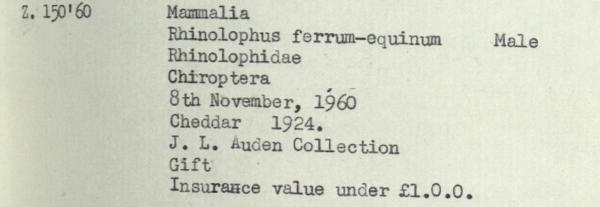 Z. 150'60 Mammalia
Rhinolophus ferrum-equinum Male
Rhinolophidae
Chiroptera
8th November, 1960
Cheddar 1924.
J. L. Auden Collection
Gift
Insurance value under £1.0.0.